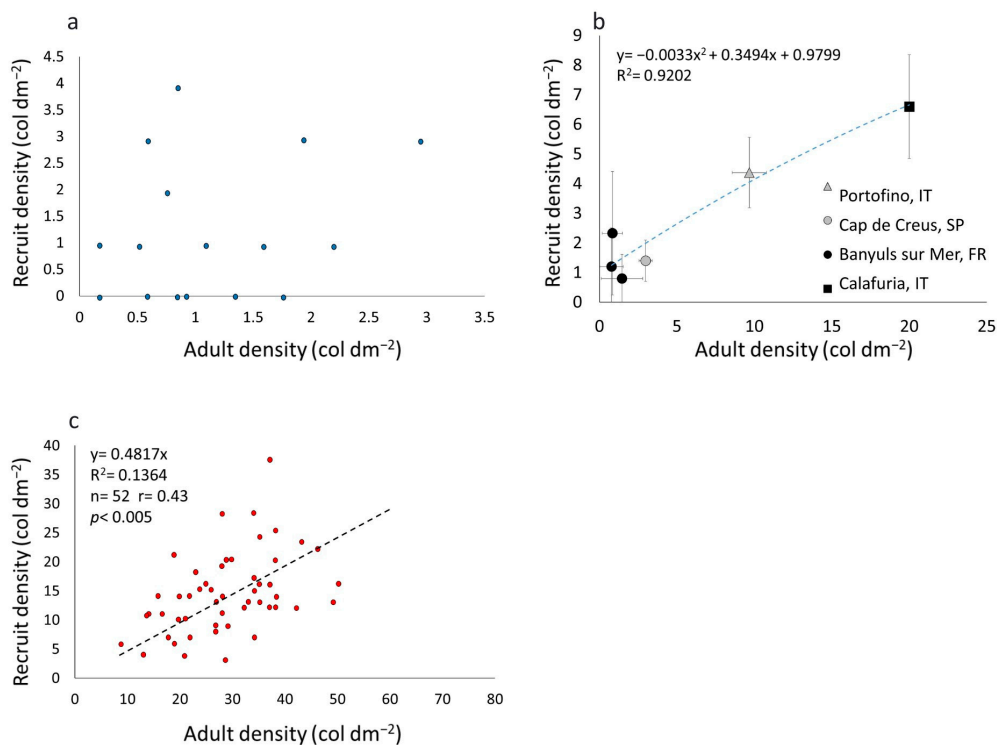 a
4.5
4
3.5
3
2.5
2
1.5
1
0.5
0
0
0.5
1
1.5
2
2.5
3
3.5
Recruit density (col dm⁻²)
Adult density (col dm⁻²)
b
y= −0.0033x² + 0.3494x + 0.9799
R²= 0.9202
9
8
7
6
5
4
3
2
1
0
0
5
10
15
20
25
Recruit density (col dm⁻²)
Adult density (col dm⁻²)
Portofino, IT
Cap de Creus, SP
Banyuls sur Mer, FR
Calafuria, IT
c
y= 0.4817x
R²= 0.1364
n= 52 r= 0.43
p< 0.005
40
35
30
25
20
15
10
5
0
0
10
20
30
40
50
60
70
80
Recruit density (col dm⁻²)
Adult density (col dm⁻²)